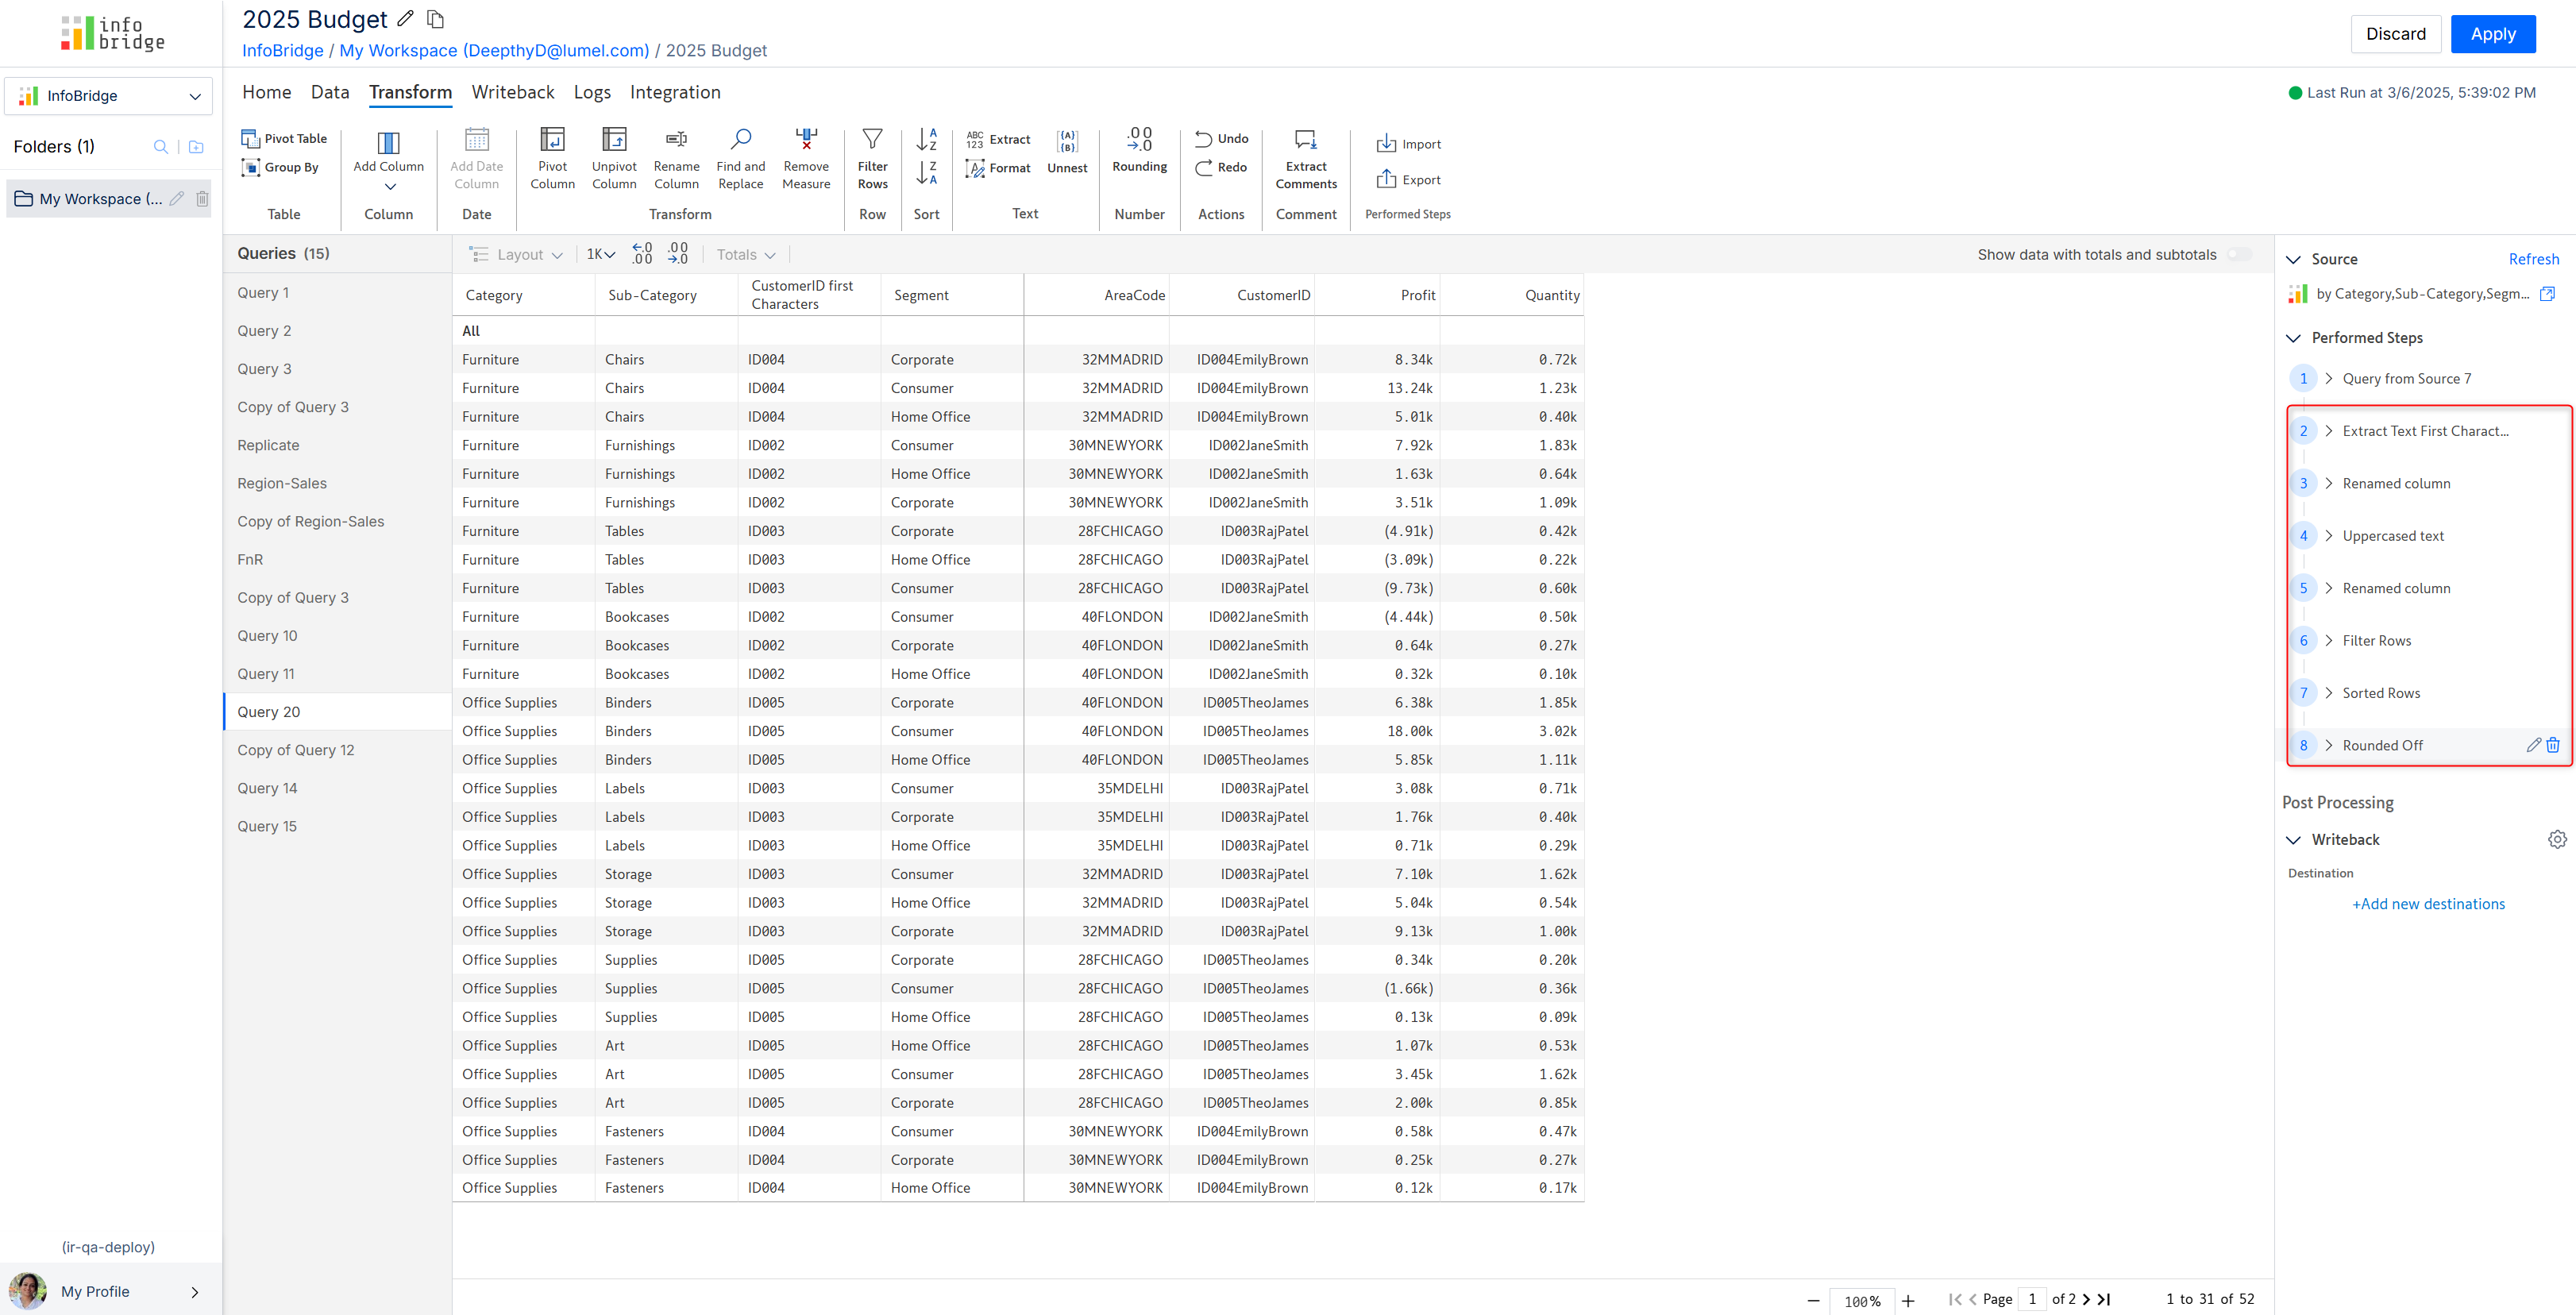 info
bridge
2025 Budget
InfoBridge / My Workspace (DeepthyD@lumel.com) / 2025 Budget
Discard
Apply
InfoBridge
Home Data Transform Writeback Logs Integration
Last Run at 3/6/2025, 5:39:02 PM
Folders (1)
My Workspace (...
Pivot Table
Group By
Table
Add Column
Column
Add Date
Column
Date
Pivot
Column
Unpivot
Column
Rename
Column
Find and
Replace
Remove
Measure
Transform
Filter
Rows
Row
A
Z
Z
A
Sort
ABC
123
Extract
Format
{A}
{B}
Unnest
Text
.00
.0
Rounding
Number
Undo
Redo
Actions
Extract
Comments
Comment
Import
Export
Performed Steps
Queries (15)
Query 1
Query 2
Query 3
Copy of Query 3
Replicate
Region-Sales
Copy of Region-Sales
FnR
Copy of Query 3
Query 10
Query 11
Query 20
Copy of Query 12
Query 14
Query 15
Layout 1K .0 .00 .00 .0 Totals
Show data with totals and subtotals
Category Sub-Category CustomerID first Characters Segment AreaCode CustomerID Profit Quantity
All
Furniture Chairs ID004 Corporate 32MMADRID ID004EmilyBrown 8.34k 0.72k
Furniture Chairs ID004 Consumer 32MMADRID ID004EmilyBrown 13.24k 1.23k
Furniture Chairs ID004 Home Office 32MMADRID ID004EmilyBrown 5.01k 0.40k
Furniture Furnishings ID002 Consumer 30MNEWYORK ID002JaneSmith 7.92k 1.83k
Furniture Furnishings ID002 Home Office 30MNEWYORK ID002JaneSmith 1.63k 0.64k
Furniture Furnishings ID002 Corporate 30MNEWYORK ID002JaneSmith 3.51k 1.09k
Furniture Tables ID003 Corporate 28FCHICAGO ID003RajPatel (4.91k) 0.42k
Furniture Tables ID003 Home Office 28FCHICAGO ID003RajPatel (3.09k) 0.22k
Furniture Tables ID003 Consumer 28FCHICAGO ID003RajPatel (9.73k) 0.60k
Furniture Bookcases ID002 Consumer 40FLONDON ID002JaneSmith (4.44k) 0.50k
Furniture Bookcases ID002 Corporate 40FLONDON ID002JaneSmith 0.64k 0.27k
Furniture Bookcases ID002 Home Office 40FLONDON ID002JaneSmith 0.32k 0.10k
Office Supplies Binders ID005 Corporate 40FLONDON ID005TheoJames 6.38k 1.85k
Office Supplies Binders ID005 Consumer 40FLONDON ID005TheoJames 18.00k 3.02k
Office Supplies Binders ID005 Home Office 40FLONDON ID005TheoJames 5.85k 1.11k
Office Supplies Labels ID003 Consumer 35MDELHI ID003RajPatel 3.08k 0.71k
Office Supplies Labels ID003 Corporate 35MDELHI ID003RajPatel 1.76k 0.40k
Office Supplies Labels ID003 Home Office 35MDELHI ID003RajPatel 0.71k 0.29k
Office Supplies Storage ID003 Consumer 32MMADRID ID003RajPatel 7.10k 1.62k
Office Supplies Storage ID003 Home Office 32MMADRID ID003RajPatel 5.04k 0.54k
Office Supplies Storage ID003 Corporate 32MMADRID ID003RajPatel 9.13k 1.00k
Office Supplies Supplies ID005 Corporate 28FCHICAGO ID005TheoJames 0.34k 0.20k
Office Supplies Supplies ID005 Consumer 28FCHICAGO ID005TheoJames (1.66k) 0.36k
Office Supplies Supplies ID005 Home Office 28FCHICAGO ID005TheoJames 0.13k 0.09k
Office Supplies Art ID005 Home Office 28FCHICAGO ID005TheoJames 1.07k 0.53k
Office Supplies Art ID005 Consumer 28FCHICAGO ID005TheoJames 3.45k 1.62k
Office Supplies Art ID005 Corporate 28FCHICAGO ID005TheoJames 2.00k 0.85k
Office Supplies Fasteners ID004 Consumer 30MNEWYORK ID004EmilyBrown 0.58k 0.47k
Office Supplies Fasteners ID004 Corporate 30MNEWYORK ID004EmilyBrown 0.25k 0.27k
Office Supplies Fasteners ID004 Home Office 30MNEWYORK ID004EmilyBrown 0.12k 0.17k
Source Refresh
by Category,Sub-Category,Segm...
Performed Steps
1 Query from Source 7
2 Extract Text First Charact...
3 Renamed column
4 Uppercased text
5 Renamed column
6 Filter Rows
7 Sorted Rows
8 Rounded Off
Post Processing
Writeback
Destination
+Add new destinations
(ir-qa-deploy)
My Profile
100%
Page 1 of 2
1 to 31 of 52